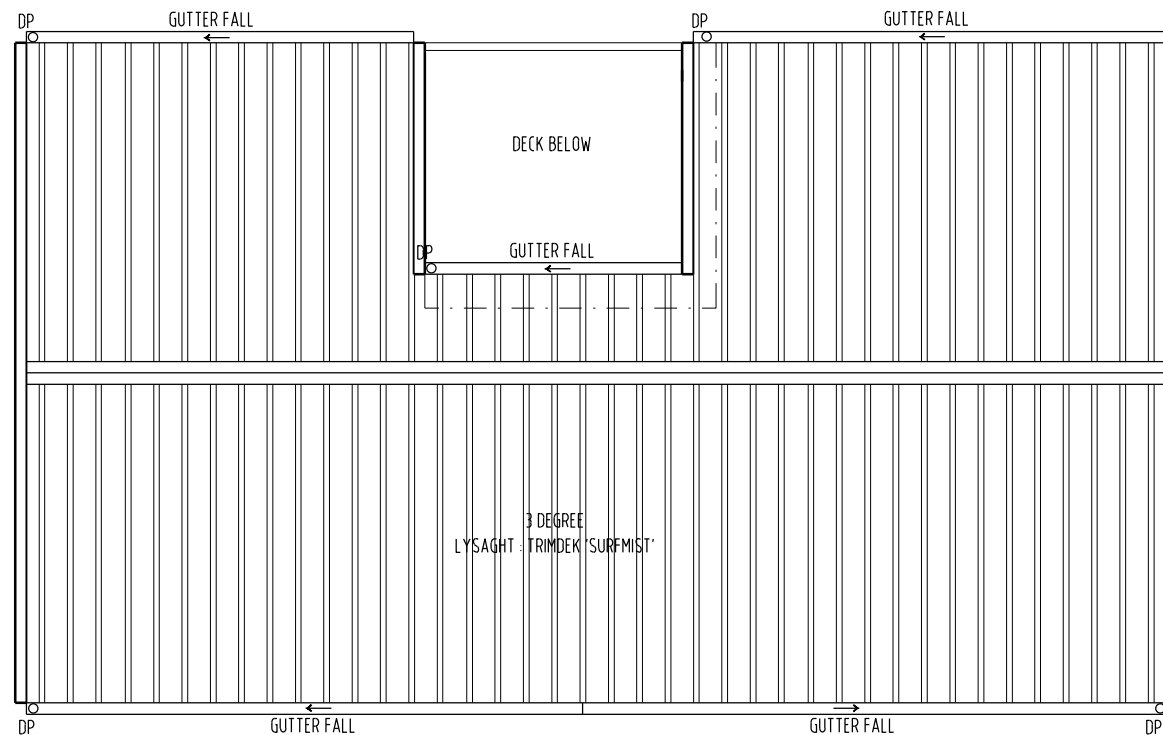 DP
GUTTER FALL
DP
GUTTER FALL
DECK BELOW
DP
GUTTER FALL
3 DEGREE
LYSAGHT : TRIMDEK 'SURFMIST'
DP
GUTTER FALL
GUTTER FALL
DP